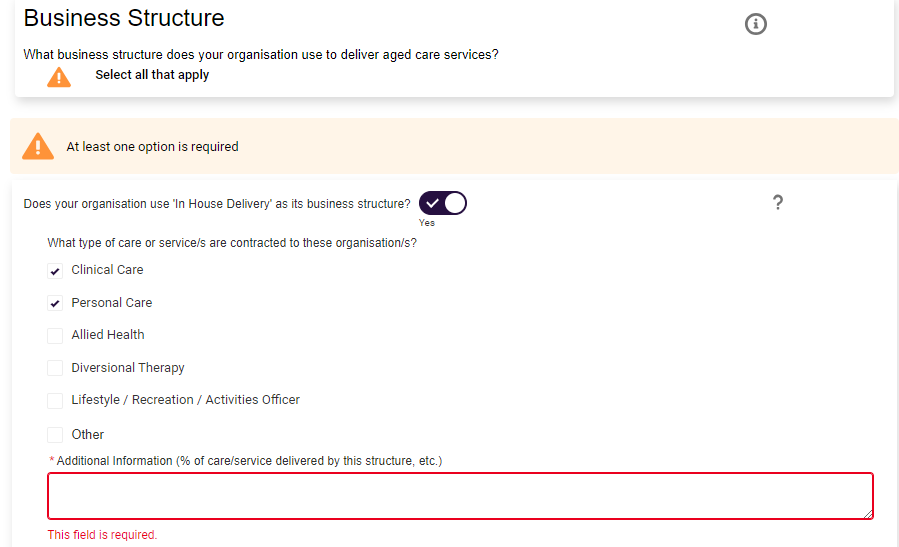 Business Structure
What business structure does your organisation use to deliver aged care services?
Select all that apply
At least one option is required
Does your organisation use 'In House Delivery' as its business structure?
Yes
?
What type of care or service/s are contracted to these organisation/s?
Clinical Care
Personal Care
Allied Health
Diversional Therapy
Lifestyle / Recreation / Activities Officer
Other
* Additional Information (% of care/service delivered by this structure, etc.)
This field is required.